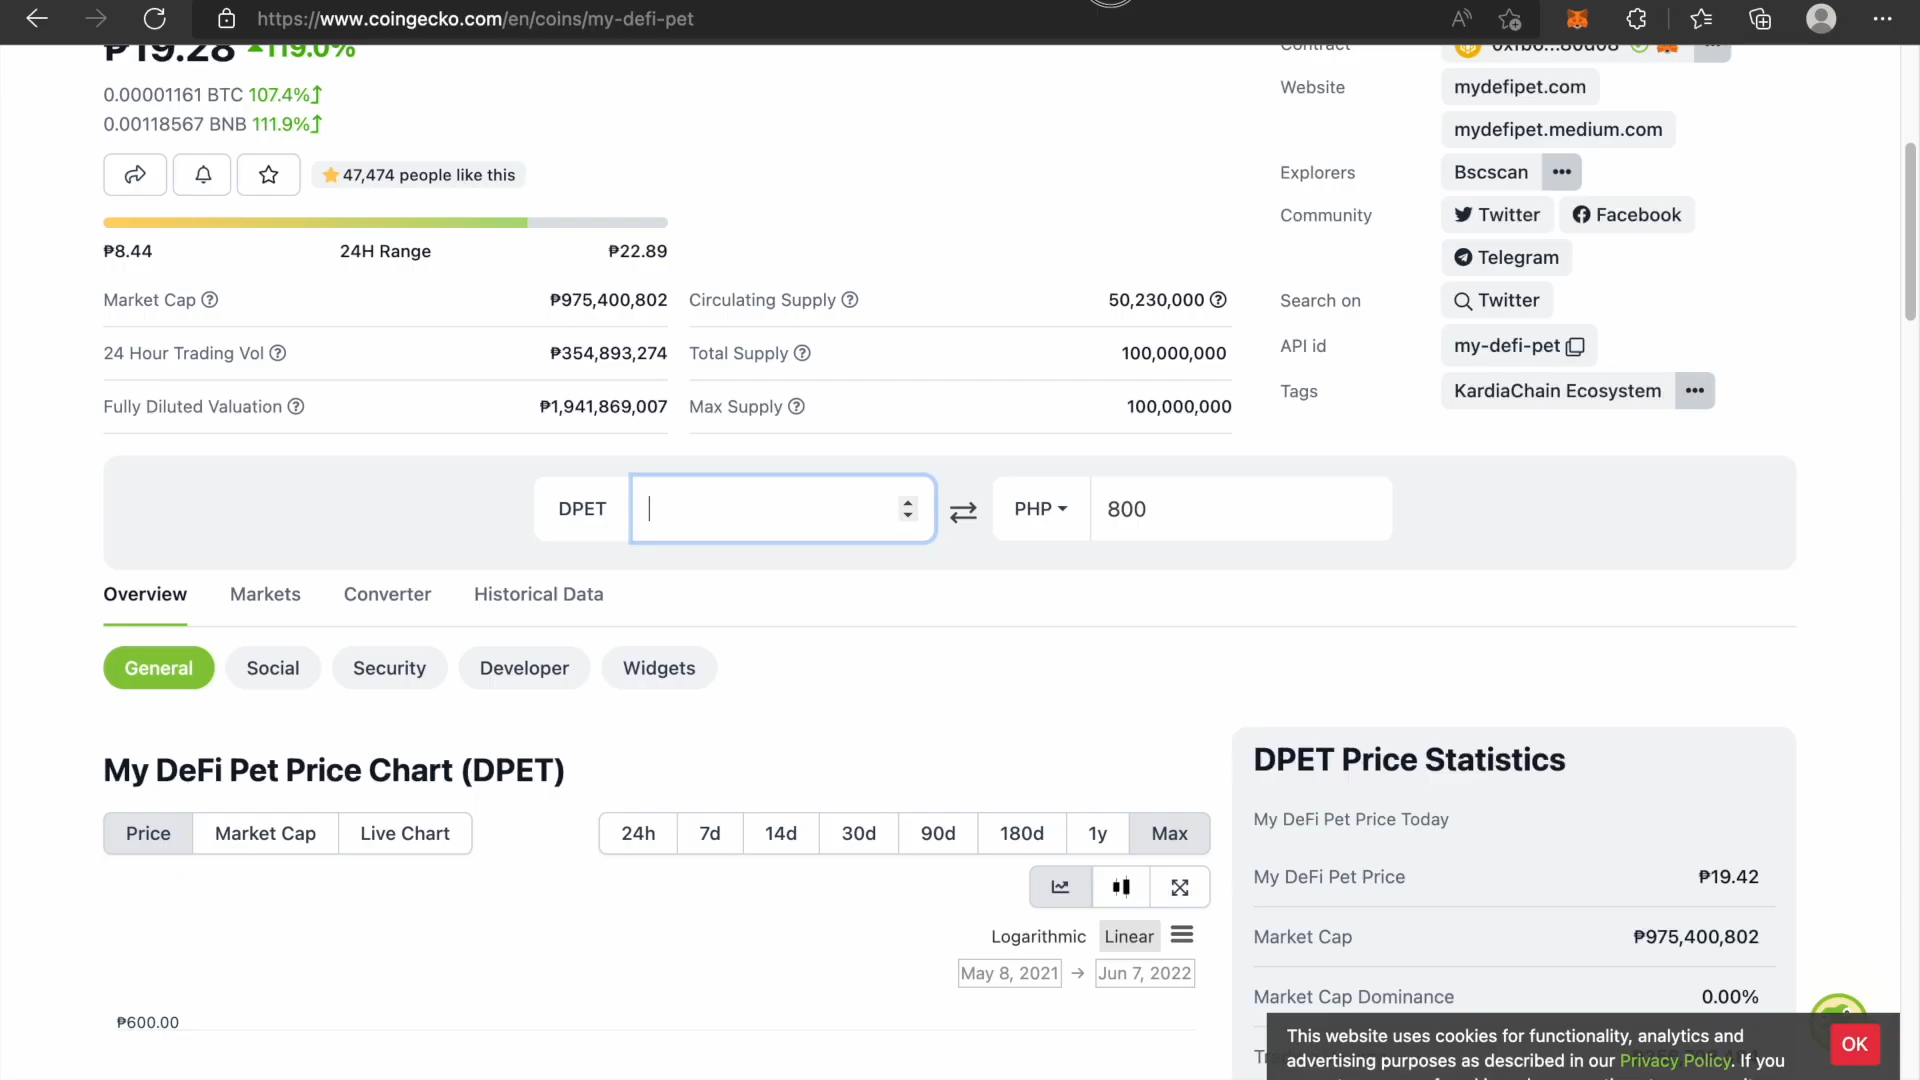 https://www.coingecko.com/en/coins/my-defi-pet
₱19.28 119.0%
0.00001161 BTC 107.4%
0.00118567 BNB 111.9%
47,474 people like this
₱8.44 24H Range ₱22.89
Market Cap ₱975,400,802
24 Hour Trading Vol ₱354,893,274
Fully Diluted Valuation ₱1,941,869,007
Circulating Supply 50,230,000
Total Supply 100,000,000
Max Supply 100,000,000
Contract
Website mydefipet.com
mydefipet.medium.com
Explorers Bscscan
Community Twitter Facebook
Telegram
Search on Twitter
API id my-defi-pet
Tags KardiaChain Ecosystem
DPET PHP 800
Overview Markets Converter Historical Data
General Social Security Developer Widgets
My DeFi Pet Price Chart (DPET)
Price Market Cap Live Chart
24h 7d 14d 30d 90d 180d 1y Max
Logarithmic Linear
May 8, 2021 → Jun 7, 2022
₱600.00
DPET Price Statistics
My DeFi Pet Price Today
My DeFi Pet Price ₱19.42
Market Cap ₱975,400,802
Market Cap Dominance 0.00%
This website uses cookies for functionality, analytics and
advertising purposes as described in our Privacy Policy. If you
OK